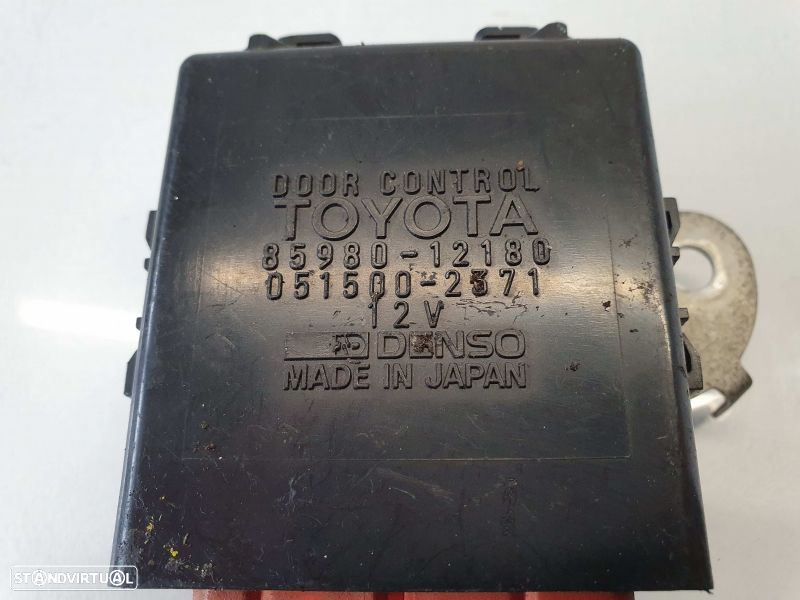 DOOR CONTROL
TOYOTA
85980-12180
051500-2371
12V
DENSO
MADE IN JAPAN
STANDVIRTUAL